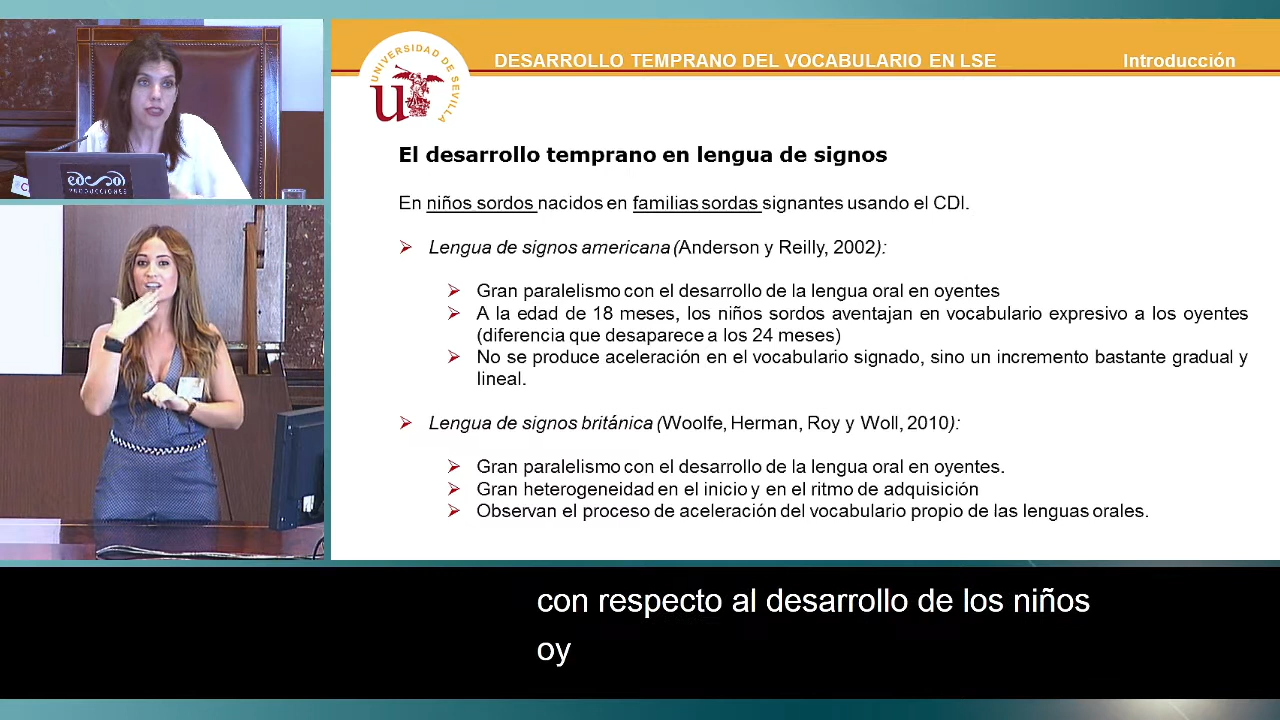 DESARROLLO TEMPRANO DEL VOCABULARIO EN LSE
Introducción
UNIVERSIDAD DE SEVILLA
El desarrollo temprano en lengua de signos
En niños sordos nacidos en familias sordas signantes usando el CDI.
Lengua de signos americana (Anderson y Reilly, 2002):
Gran paralelismo con el desarrollo de la lengua oral en oyentes
A la edad de 18 meses, los niños sordos aventajan en vocabulario expresivo a los oyentes
(diferencia que desaparece a los 24 meses)
No se produce aceleración en el vocabulario signado, sino un incremento bastante gradual y
lineal.
Lengua de signos británica (Woolfe, Herman, Roy y Woll, 2010):
Gran paralelismo con el desarrollo de la lengua oral en oyentes.
Gran heterogeneidad en el inicio y en el ritmo de adquisición
Observan el proceso de aceleración del vocabulario propio de las lenguas orales.
PRODUCCIONES
con respecto al desarrollo de los niños
oy